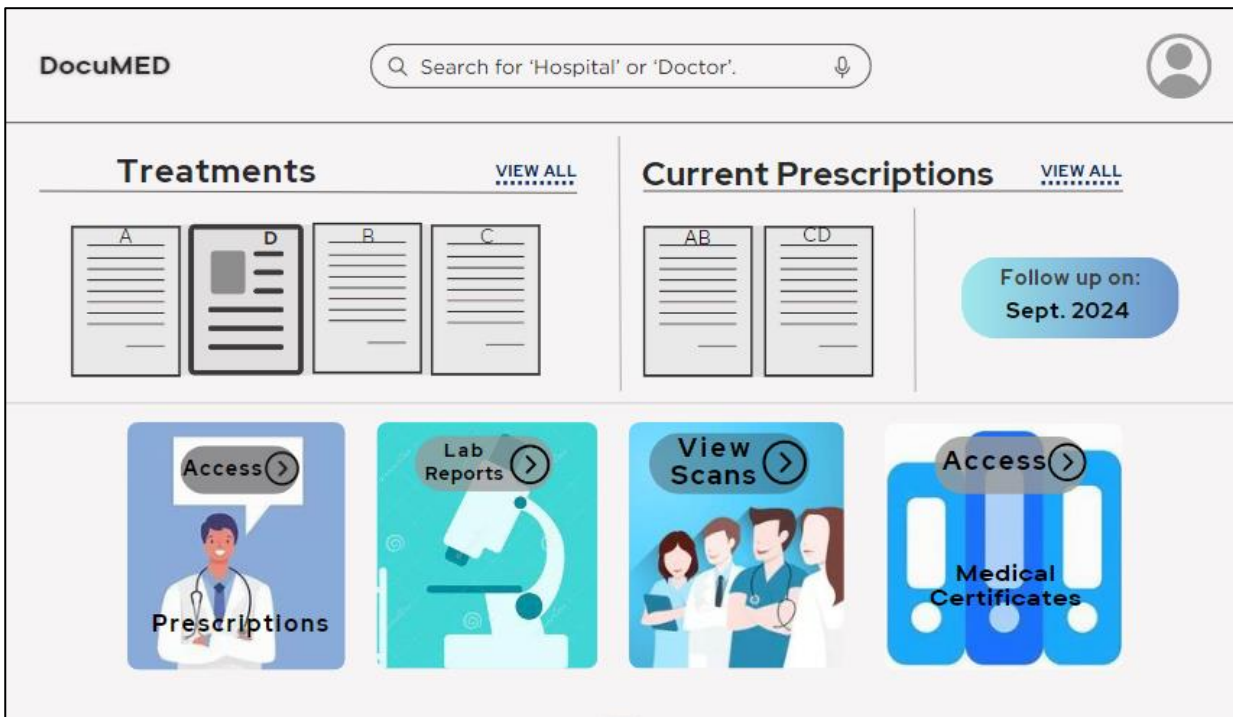 DocuMED
Search for ‘Hospital’ or ‘Doctor’.
Treatments
VIEW ALL
A
D
B
C
Current Prescriptions
VIEW ALL
AB
CD
Follow up on:
Sept. 2024
Access
Prescriptions
Lab
Reports
View
Scans
Access
Medical
Certificates